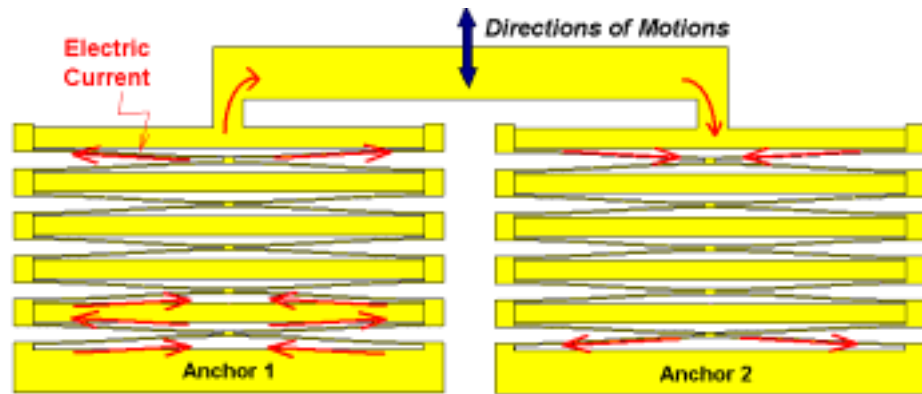 Directions of Motions
Electric
Current
Anchor 1
Anchor 2